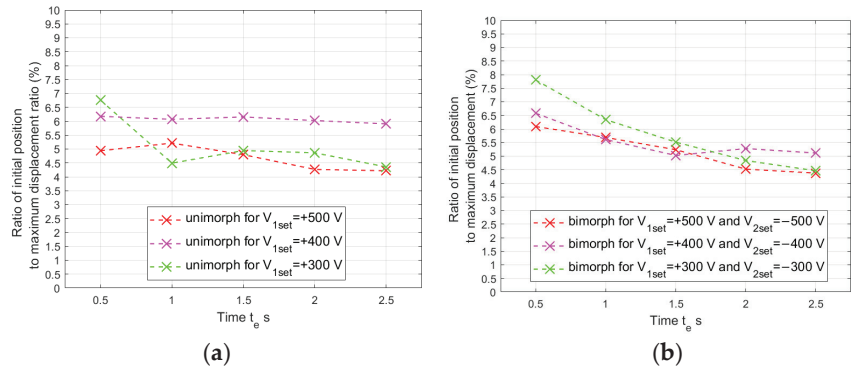 Ratio of initial position
to maximum displacement ratio (%)
10
9.5
9
8.5
8
7.5
7
6.5
6
5.5
5
4.5
4
3.5
3
2.5
2
1.5
1
0.5
0
unimorph for V1set=+500 V
unimorph for V1set=+400 V
unimorph for V1set=+300 V
0.5 1 1.5 2 2.5
Time te s
(a)
Ratio of initial position
to maximum displacement (%)
10
9.5
9
8.5
8
7.5
7
6.5
6
5.5
5
4.5
4
3.5
3
2.5
2
1.5
1
0.5
0
bimorph for V1set=+500 V and V2set=−500 V
bimorph for V1set=+400 V and V2set=−400 V
bimorph for V1set=+300 V and V2set=−300 V
0.5 1 1.5 2 2.5
Time te s
(b)